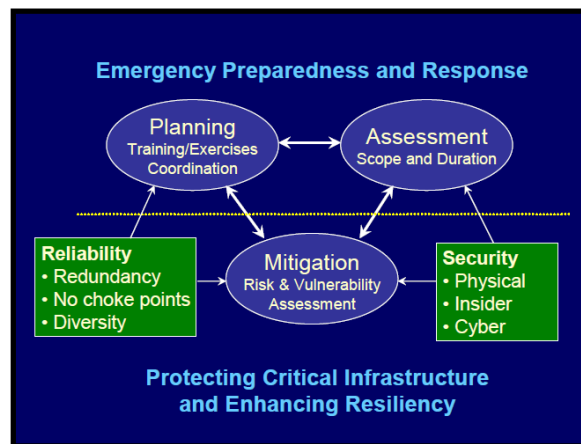 Emergency Preparedness and Response
Planning
Training/Exercises
Coordination
Assessment
Scope and Duration
Reliability
• Redundancy
• No choke points
• Diversity
Mitigation
Risk & Vulnerability
Assessment
Security
• Physical
• Insider
• Cyber
Protecting Critical Infrastructure
and Enhancing Resiliency